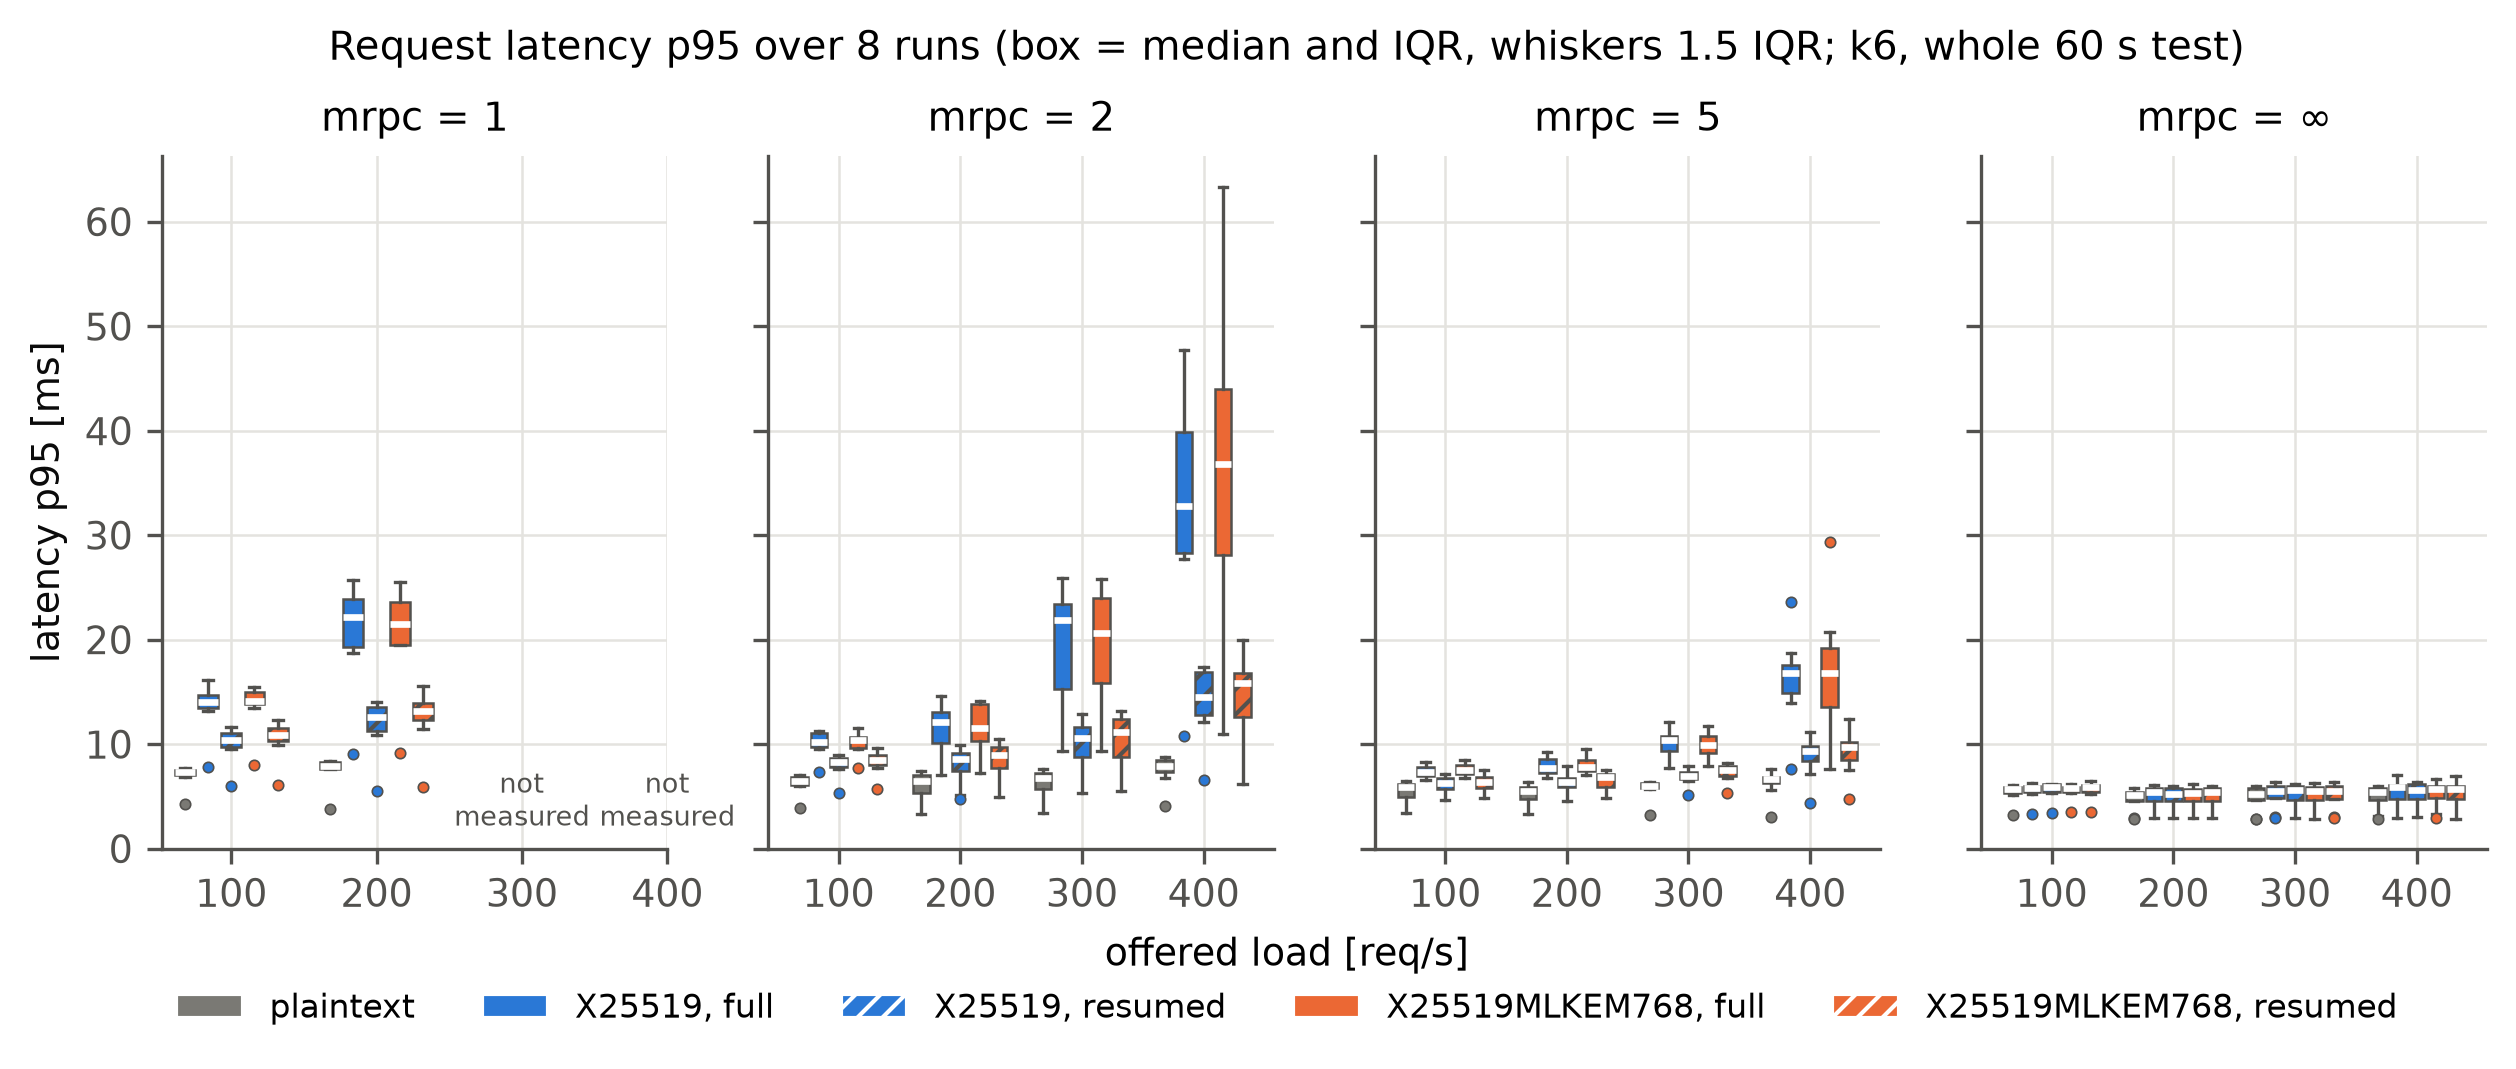 Request latency p95 over 8 runs (box = median and IQR, whiskers 1.5 IQR; k6, whole 60 s test)
mrpc = 1
mrpc = 2
mrpc = 5
mrpc = ∞
latency p95 [ms]
60
50
40
30
20
10
0
not
measured
not
measured
100 200 300 400
100 200 300 400
100 200 300 400
100 200 300 400
offered load [req/s]
plaintext
X25519, full
X25519, resumed
X25519MLKEM768, full
X25519MLKEM768, resumed